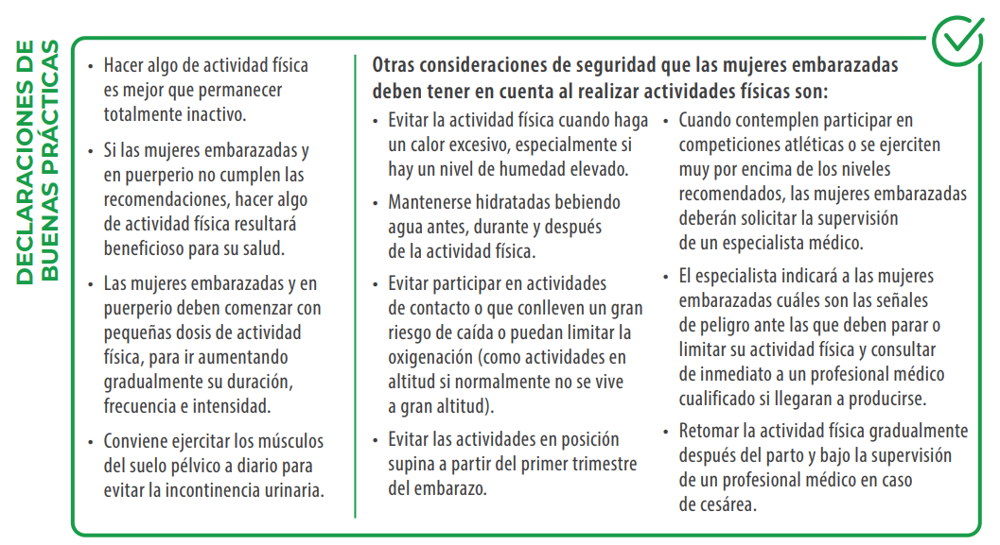 DECLARACIONES DE
BUENAS PRÁCTICAS
• Hacer algo de actividad física
es mejor que permanecer
totalmente inactivo.
• Si las mujeres embarazadas y
en puerperio no cumplen las
recomendaciones, hacer algo
de actividad física resultará
beneficioso para su salud.
• Las mujeres embarazadas y en
puerperio deben comenzar con
pequeñas dosis de actividad
física, para ir aumentando
gradualmente su duración,
frecuencia e intensidad.
• Conviene ejercitar los músculos
del suelo pélvico a diario para
evitar la incontinencia urinaria.
Otras consideraciones de seguridad que las mujeres embarazadas
deben tener en cuenta al realizar actividades físicas son:
• Evitar la actividad física cuando haga
un calor excesivo, especialmente si
hay un nivel de humedad elevado.
• Mantenerse hidratadas bebiendo
agua antes, durante y después
de la actividad física.
• Evitar participar en actividades
de contacto o que conlleven un gran
riesgo de caída o puedan limitar la
oxigenación (como actividades en
altitud si normalmente no se vive
a gran altitud).
• Evitar las actividades en posición
supina a partir del primer trimestre
del embarazo.
• Cuando contemplen participar en
competiciones atléticas o se ejerciten
muy por encima de los niveles
recomendados, las mujeres embarazadas
deberán solicitar la supervisión
de un especialista médico.
• El especialista indicará a las mujeres
embarazadas cuáles son las señales
de peligro ante las que deben parar o
limitar su actividad física y consultar
de inmediato a un profesional médico
cualificado si llegaran a producirse.
• Retomar la actividad física gradualmente
después del parto y bajo la supervisión
de un profesional médico en caso
de cesárea.